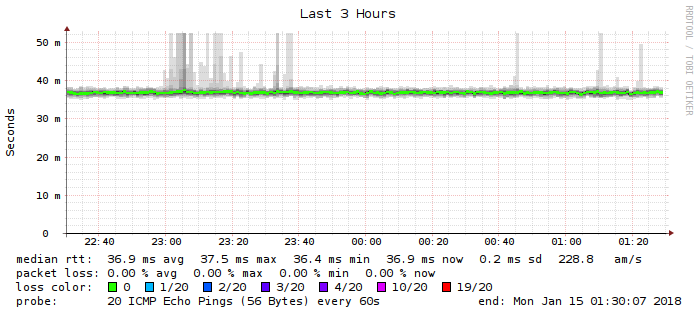 Last 3 Hours
RRDTOOL / TOBI OETIKER
Seconds
50 m
40 m
30 m
20 m
10 m
0
22:40 23:00 23:20 23:40 00:00 00:20 00:40 01:00 01:20
median rtt: 36.9 ms avg 37.5 ms max 36.4 ms min 36.9 ms now 0.2 ms sd 228.8 am/s
packet loss: 0.00 % avg 0.00 % max 0.00 % min 0.00 % now
loss color: 0 1/20 2/20 3/20 4/20 10/20 19/20
probe: 20 ICMP Echo Pings (56 Bytes) every 60s end: Mon Jan 15 01:30:07 2018